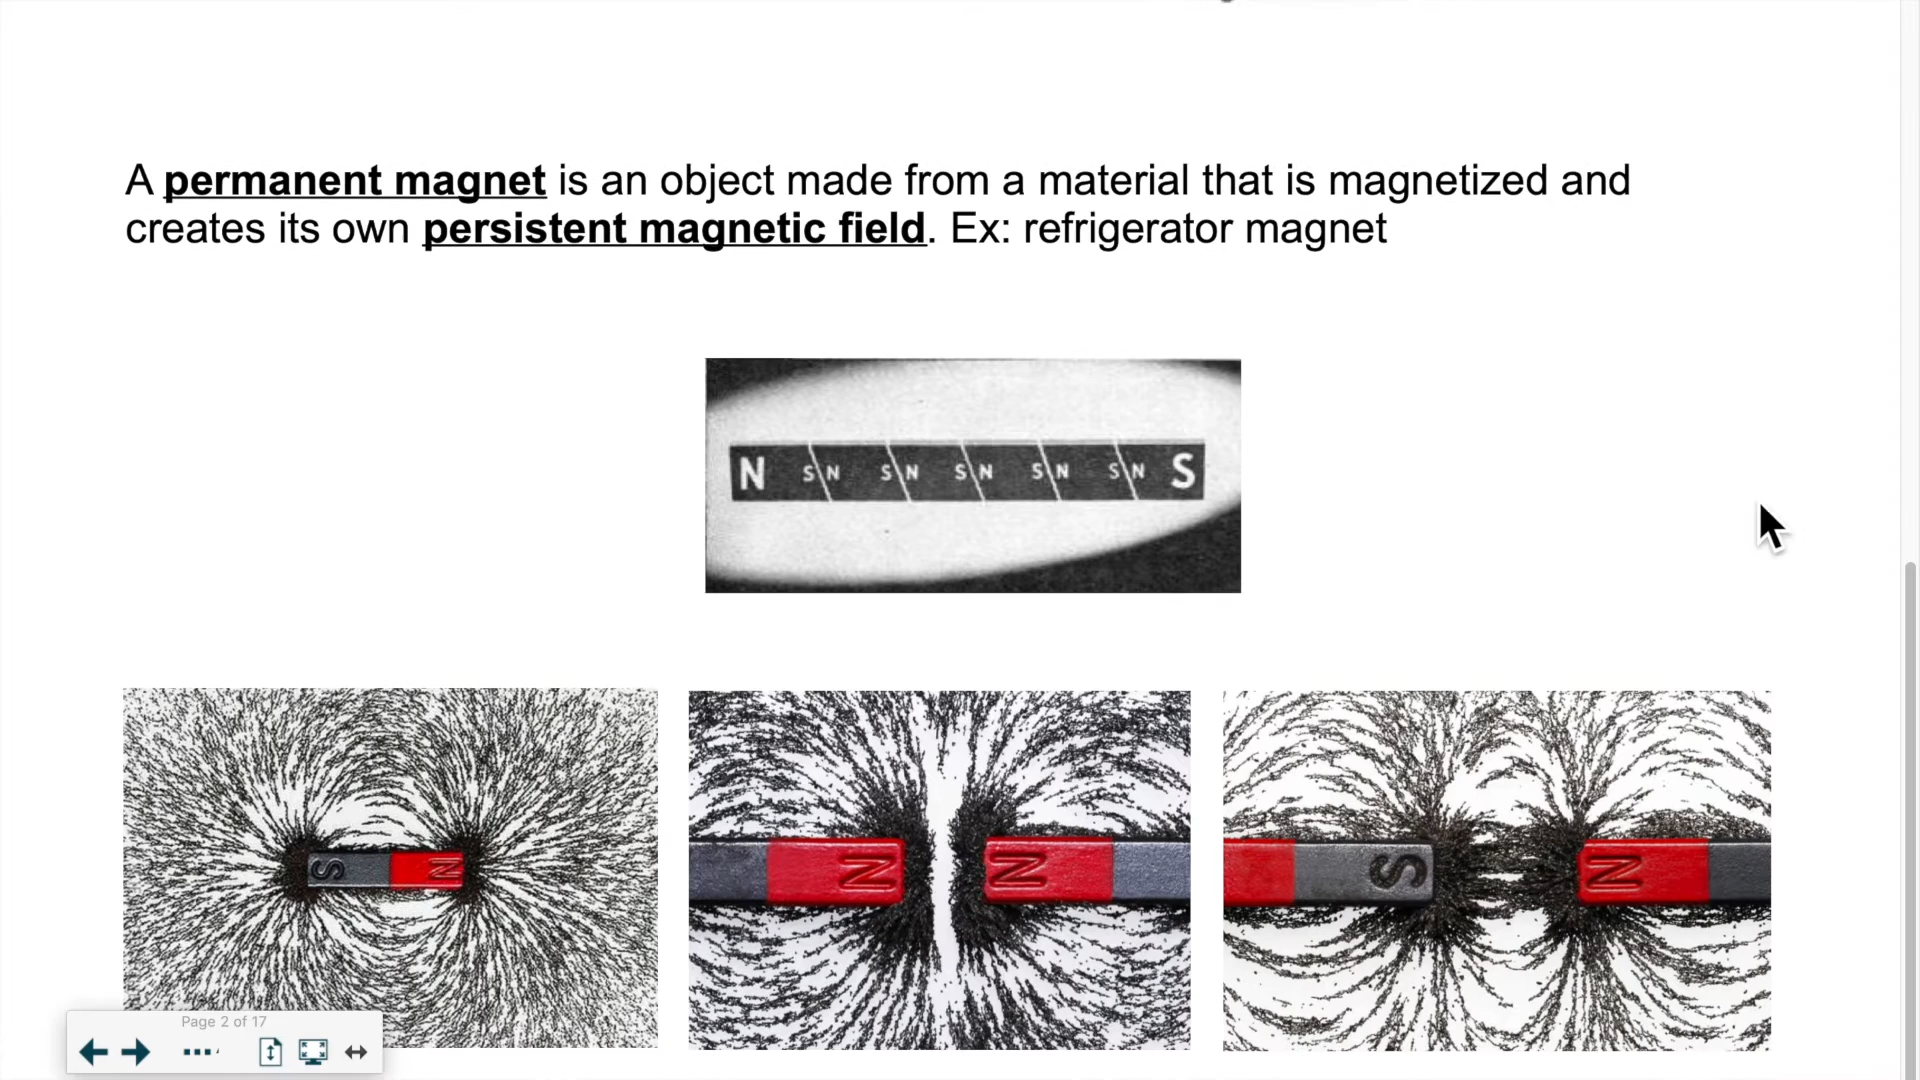 A permanent magnet is an object made from a material that is magnetized and
creates its own persistent magnetic field. Ex: refrigerator magnet
N S N S N S N S N S N S
S N
N N
S N
Page 2 of 17